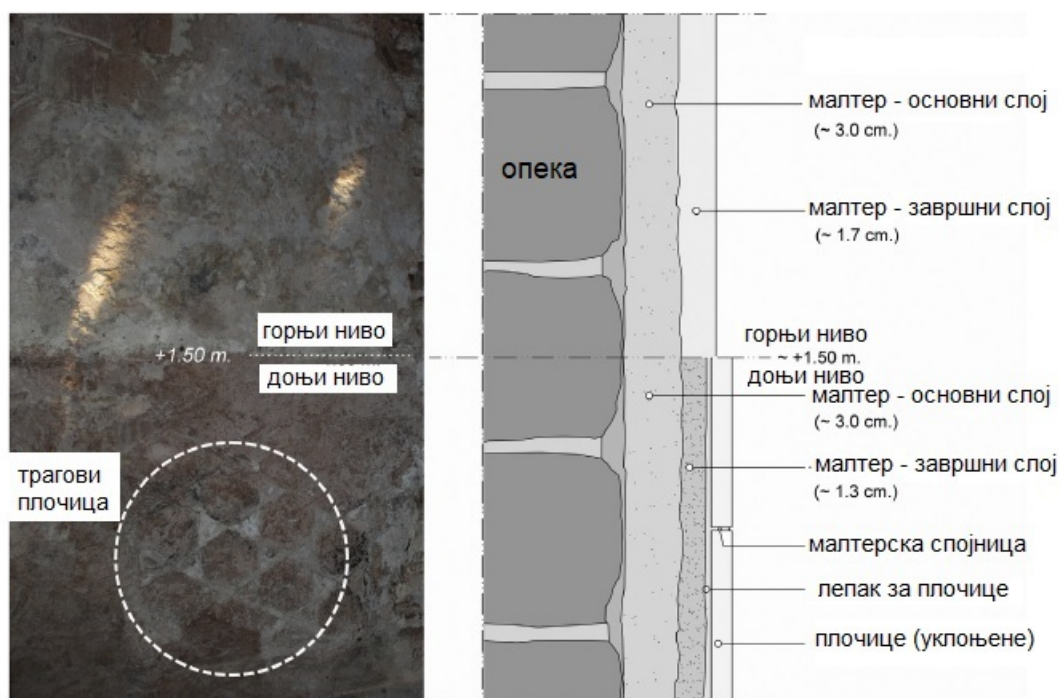 малтер - основни слој
(~ 3.0 cm.)
опека
малтер - завршни слој
(~ 1.7 cm.)
горњи ниво
+1.50 m.
доњи ниво
горњи ниво
~ +1.50 m.
доњи ниво
малтер - основни слој
(~ 3.0 cm.)
трагови
плочица
малтер - завршни слој
(~ 1.3 cm.)
малтерска спојница
лепак за плочице
плочице (уклоњене)